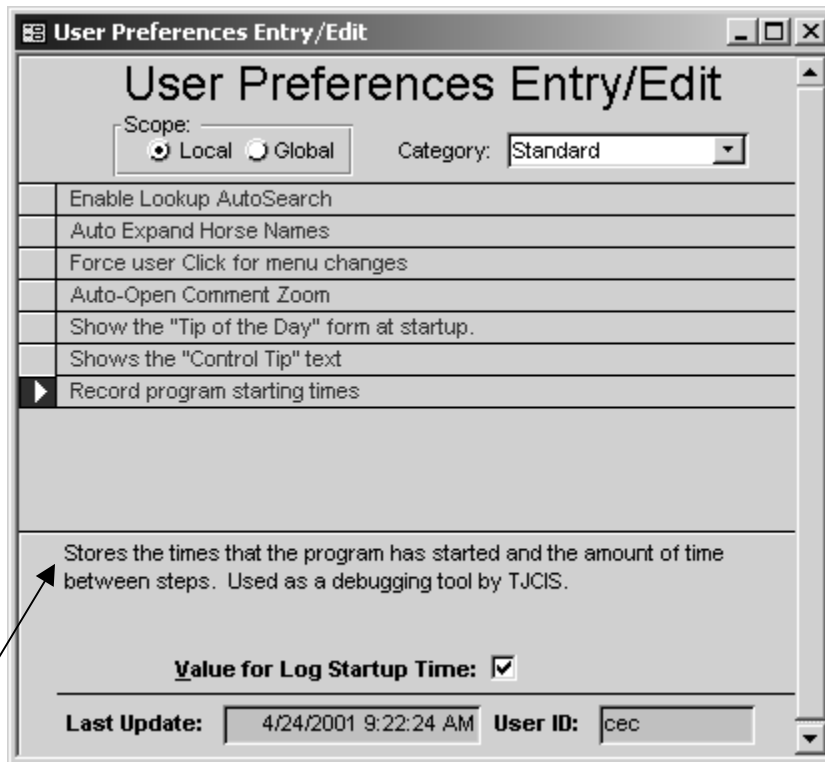 User Preferences Entry/Edit
User Preferences Entry/Edit
Scope:
Local Global Category: Standard
Enable Lookup AutoSearch
Auto Expand Horse Names
Force user Click for menu changes
Auto-Open Comment Zoom
Show the "Tip of the Day" form at startup.
Shows the "Control Tip" text
Record program starting times
Stores the times that the program has started and the amount of time
between steps. Used as a debugging tool by TJCIS.
Value for Log Startup Time:
Last Update: 4/24/2001 9:22:24 AM User ID: cec